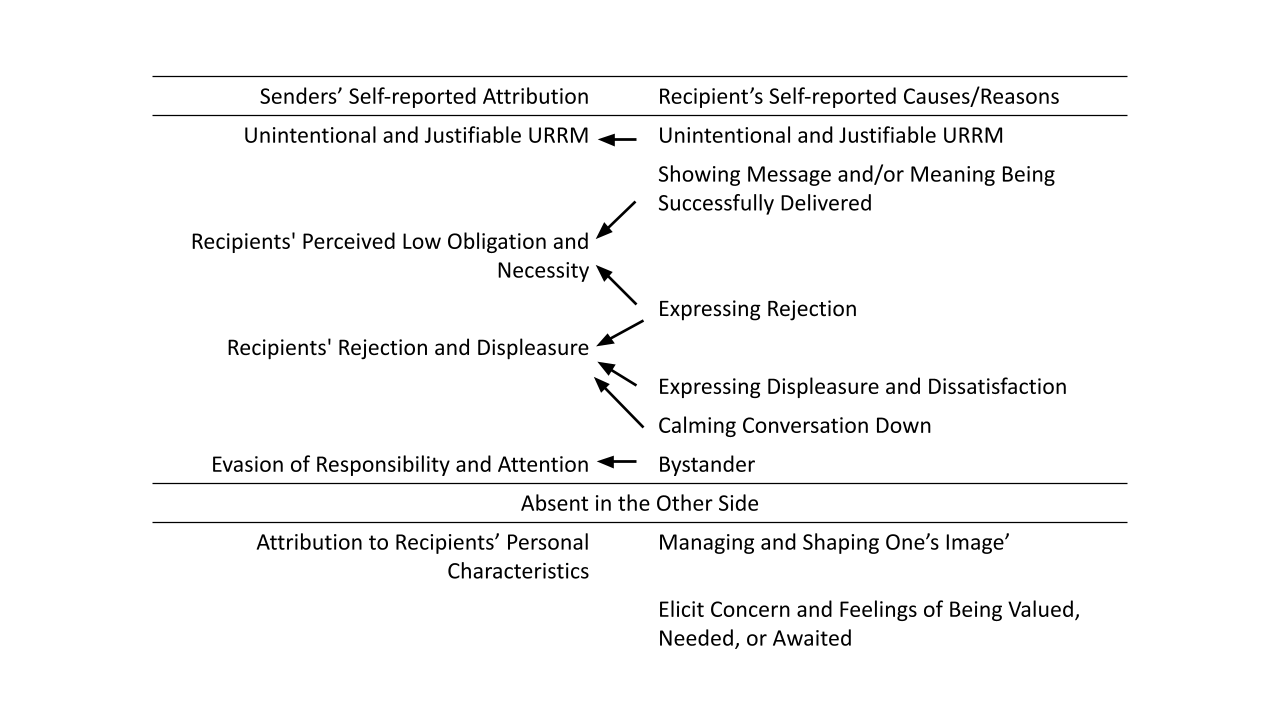 Senders’ Self-reported Attribution
Recipient’s Self-reported Causes/Reasons
Unintentional and Justifiable URRM
Unintentional and Justifiable URRM
Showing Message and/or Meaning Being
Successfully Delivered
Recipients' Perceived Low Obligation and
Necessity
Expressing Rejection
Recipients' Rejection and Displeasure
Expressing Displeasure and Dissatisfaction
Calming Conversation Down
Evasion of Responsibility and Attention
Bystander
Absent in the Other Side
Attribution to Recipients’ Personal
Characteristics
Managing and Shaping One’s Image’
Elicit Concern and Feelings of Being Valued,
Needed, or Awaited